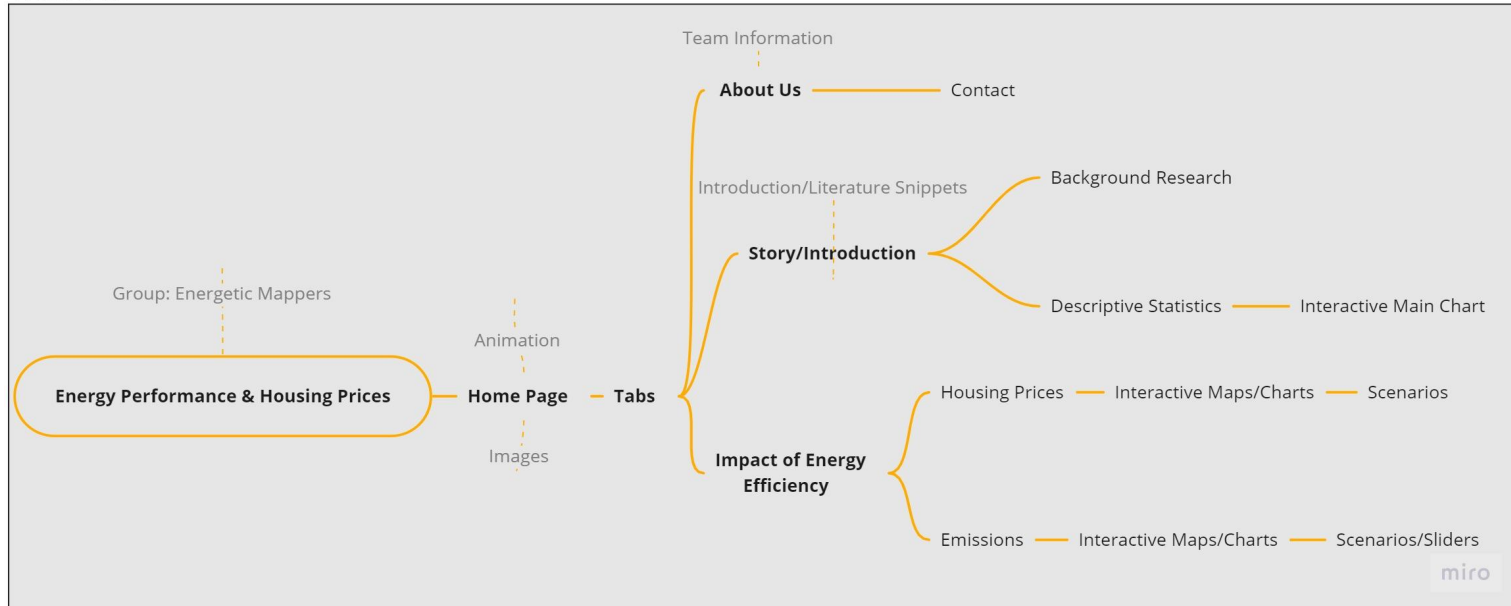 Team Information
About Us
Contact
Introduction/Literature Snippets
Background Research
Story/Introduction
Group: Energetic Mappers
Descriptive Statistics
Interactive Main Chart
Animation
Energy Performance & Housing Prices
Home Page
Tabs
Images
Housing Prices
Interactive Maps/Charts
Scenarios
Impact of Energy
Efficiency
Emissions
Interactive Maps/Charts
Scenarios/Sliders
miro